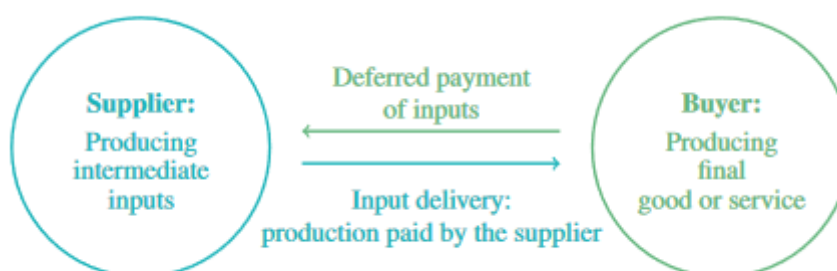 Supplier:
Producing
intermediate
inputs
Deferred payment
of inputs
Input delivery:
production paid by the supplier
Buyer:
Producing
final
good or service